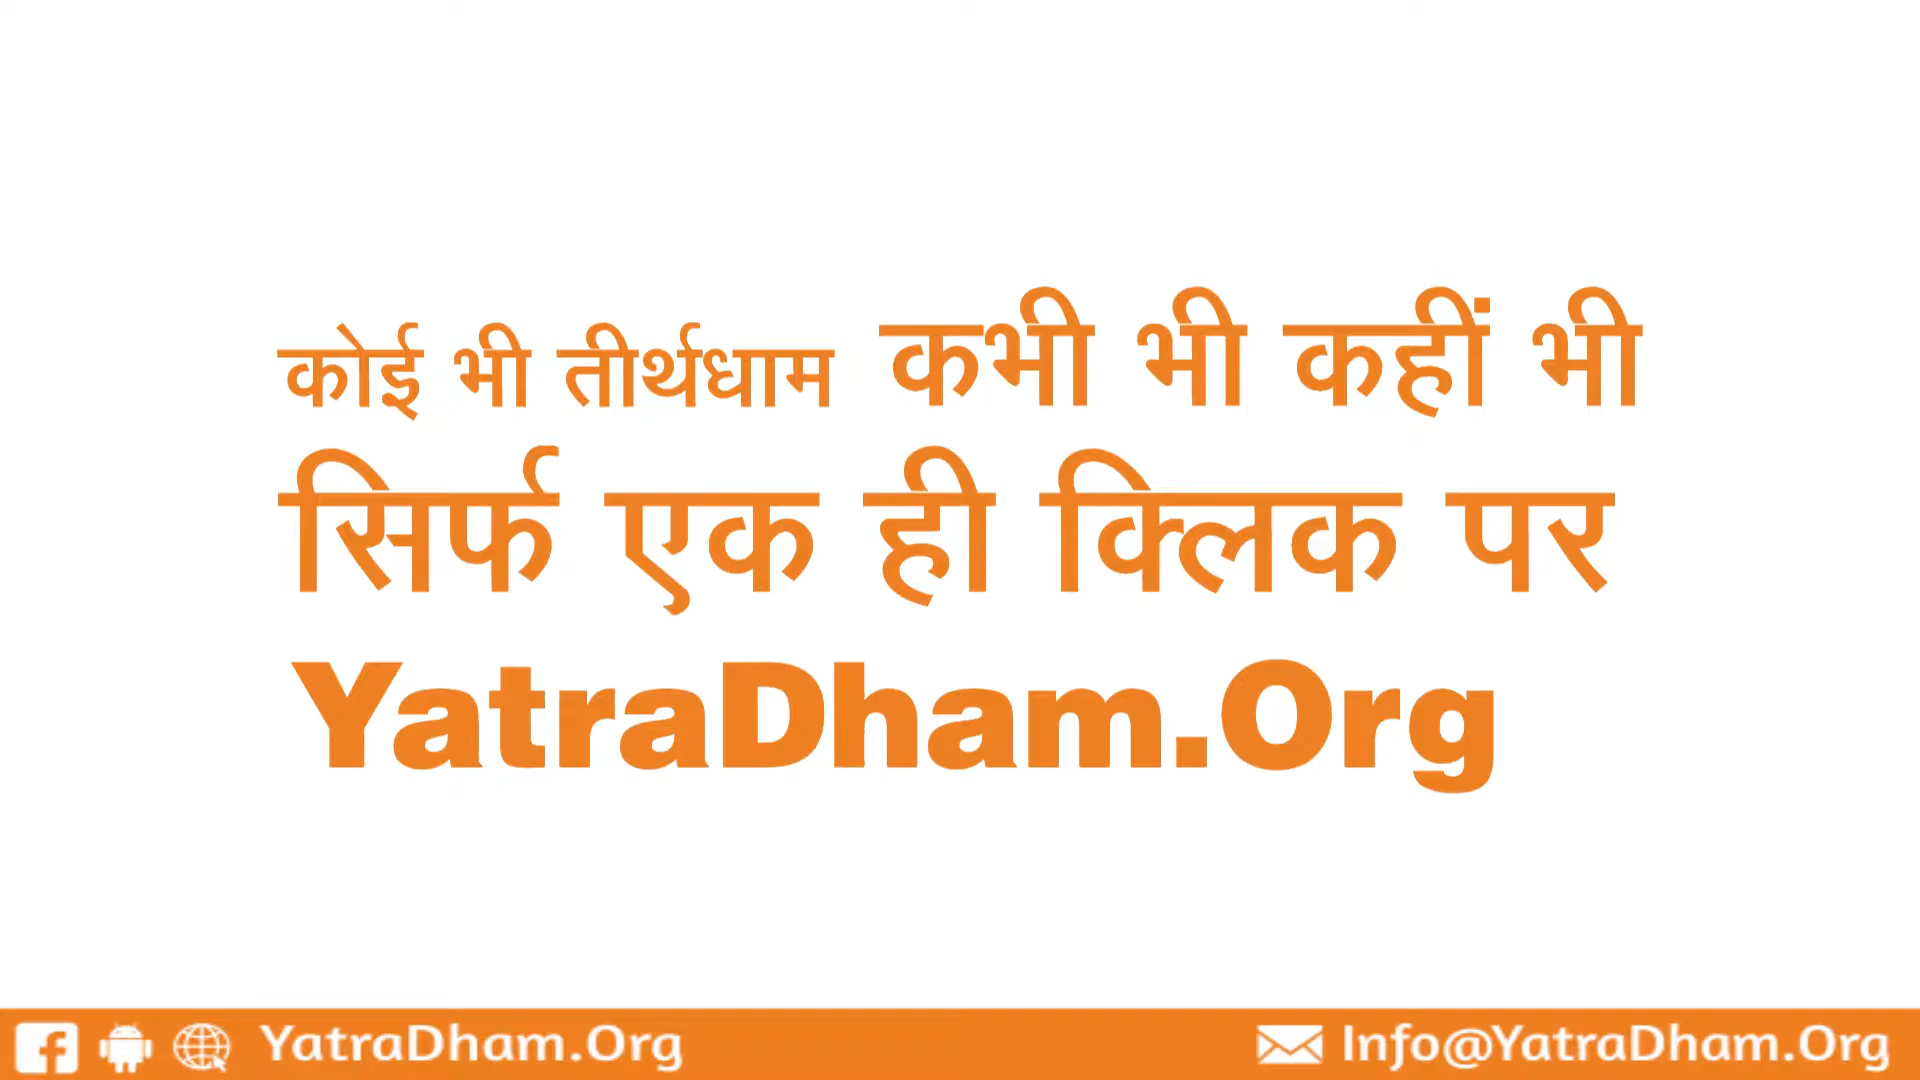 कोई भी तीर्थधाम कभी भी कहीं भी
सिर्फ एक ही क्लिक पर
YatraDham.Org
YatraDham.Org
Info@YatraDham.Org